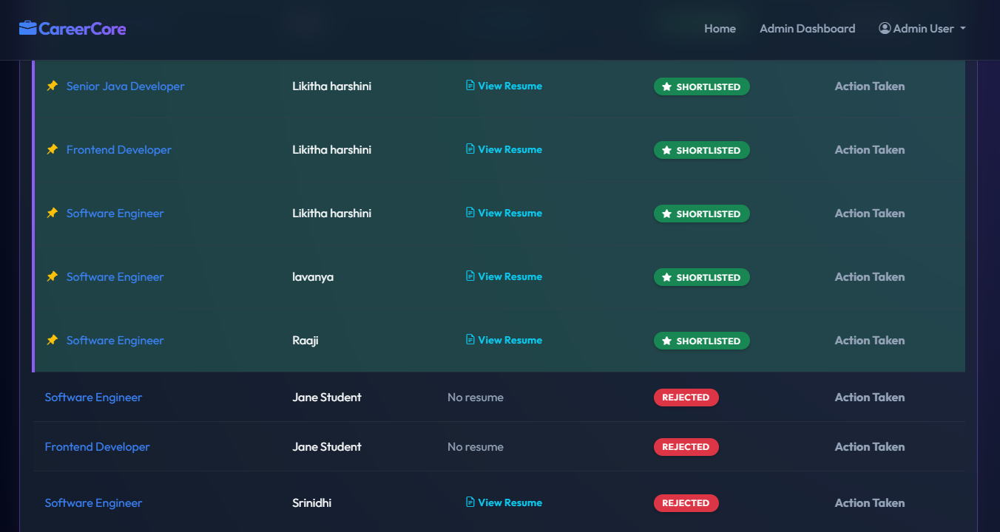 CareerCore Home Admin Dashboard Admin User
Senior Java Developer Likitha harshini View Resume SHORTLISTED Action Taken
Frontend Developer Likitha harshini View Resume SHORTLISTED Action Taken
Software Engineer Likitha harshini View Resume SHORTLISTED Action Taken
Software Engineer lavanya View Resume SHORTLISTED Action Taken
Software Engineer Raaji View Resume SHORTLISTED Action Taken
Software Engineer Jane Student No resume REJECTED Action Taken
Frontend Developer Jane Student No resume REJECTED Action Taken
Software Engineer Srinidhi View Resume REJECTED Action Taken